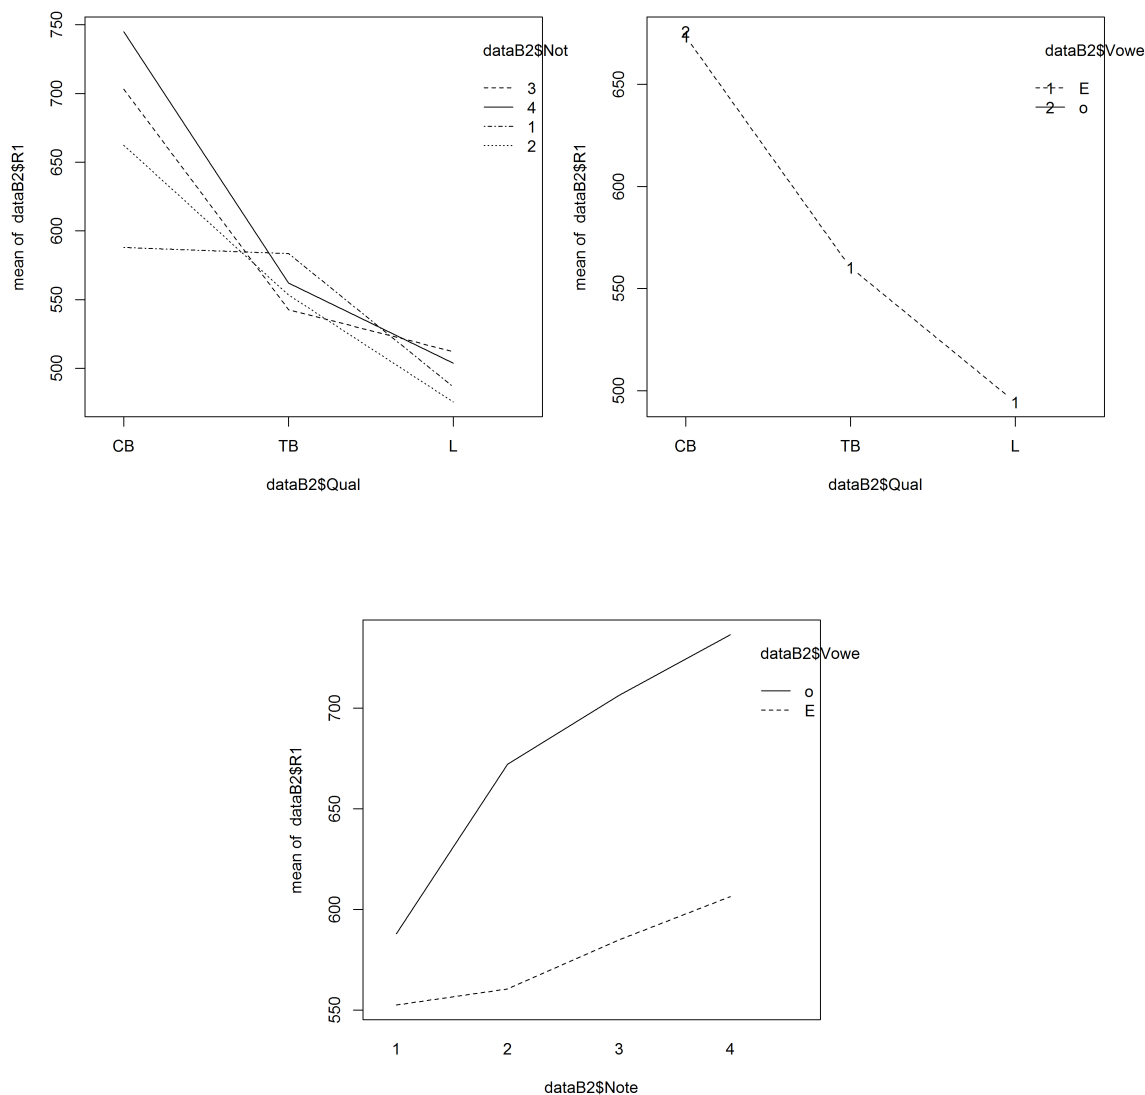 dataB2$Not
3
4
1
2
mean of  dataB2$R1
750
700
650
600
550
500
CB TB L
dataB2$Qual
dataB2$Vowe
1 E
2 o
mean of  dataB2$R1
650
600
550
500
2
1
1
1
CB TB L
dataB2$Qual
dataB2$Vowe
o
E
mean of  dataB2$R1
700
650
600
550
1 2 3 4
dataB2$Note